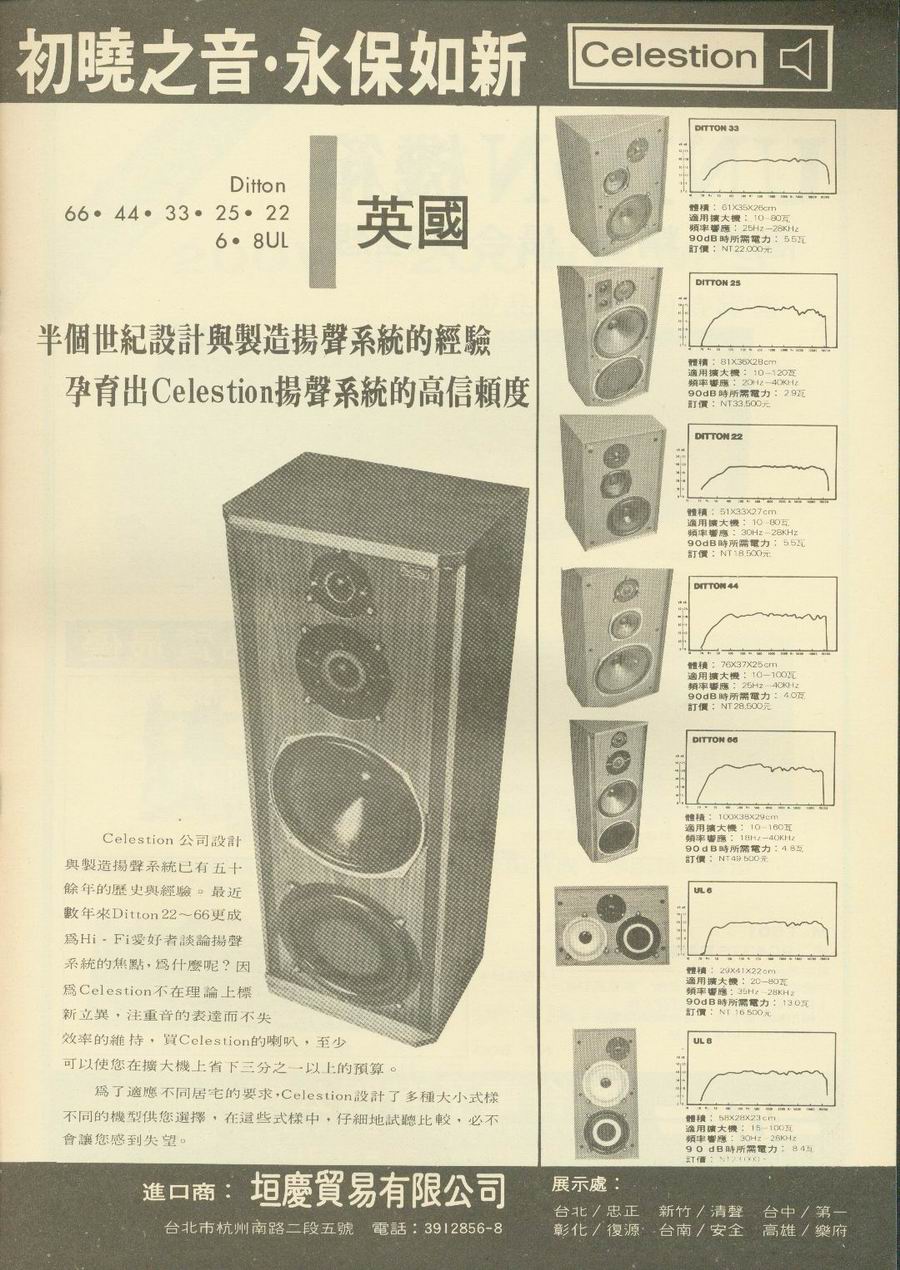 初曉之音·永保如新
Celestion
Ditton
66• 44• 33• 25• 22
6• 8UL
英國
半個世紀設計與製造揚聲系統的經驗
孕育出Celestion揚聲系統的高信賴度
Celestion 公司設計
與製造揚聲系統已有五十
餘年的歷史與經驗。最近
數年來Ditton 22～66更成
爲Hi - Fi愛好者談論揚聲
系統的焦點，爲什麼呢？因
爲Celestion不在理論上標
新立異，注重音的表達而不失
效率的維持，買Celestion的喇叭，至少
可以使您在擴大機上省下三分之一以上的預算。
爲了適應不同居宅的要求，Celestion設計了多種大小式樣
不同的機型供您選擇，在這些式樣中，仔細地試聽比較，必不
會讓您感到失望。
DITTON 33
體積：61X35X26cm
適用擴大機：10-80瓦
頻率響應：25Hz-28KHz
90dB時所需電力：5.5瓦
訂價：NT22,000元
DITTON 25
體積：81X36X28cm
適用擴大機：10-120瓦
頻率響應：20Hz-40KHz
90dB時所需電力：2.9瓦
訂價：NT33,500元
DITTON 22
體積：51X33X27cm
適用擴大機：10-80瓦
頻率響應：30Hz-28KHz
90dB時所需電力：5.5瓦
訂價：NT18,500元
DITTON 44
體積：76X37X25cm
適用擴大機：10-100瓦
頻率響應：25Hz-40KHz
90dB時所需電力：4.0瓦
訂價：NT28,500元
DITTON 66
體積：100X38X29cm
適用擴大機：10-160瓦
頻率響應：18Hz-40KHz
90dB時所需電力：4.8瓦
訂價：NT49,500元
UL 6
體積：29X41X22cm
適用擴大機：20-80瓦
頻率響應：35Hz-28KHz
90dB時所需電力：13.0瓦
訂價：NT 16,500元
UL 8
體積：58X28X23cm
適用擴大機：15-100瓦
頻率響應：30Hz-28KHz
90dB時所需電力：8.4瓦
訂價：
進口商：垣慶貿易有限公司
台北市杭州南路二段五號 電話：3912856-8
展示處：
台北／忠正 新竹／清聲 台中／第一
彰化／復源 台南／安全 高雄／樂府